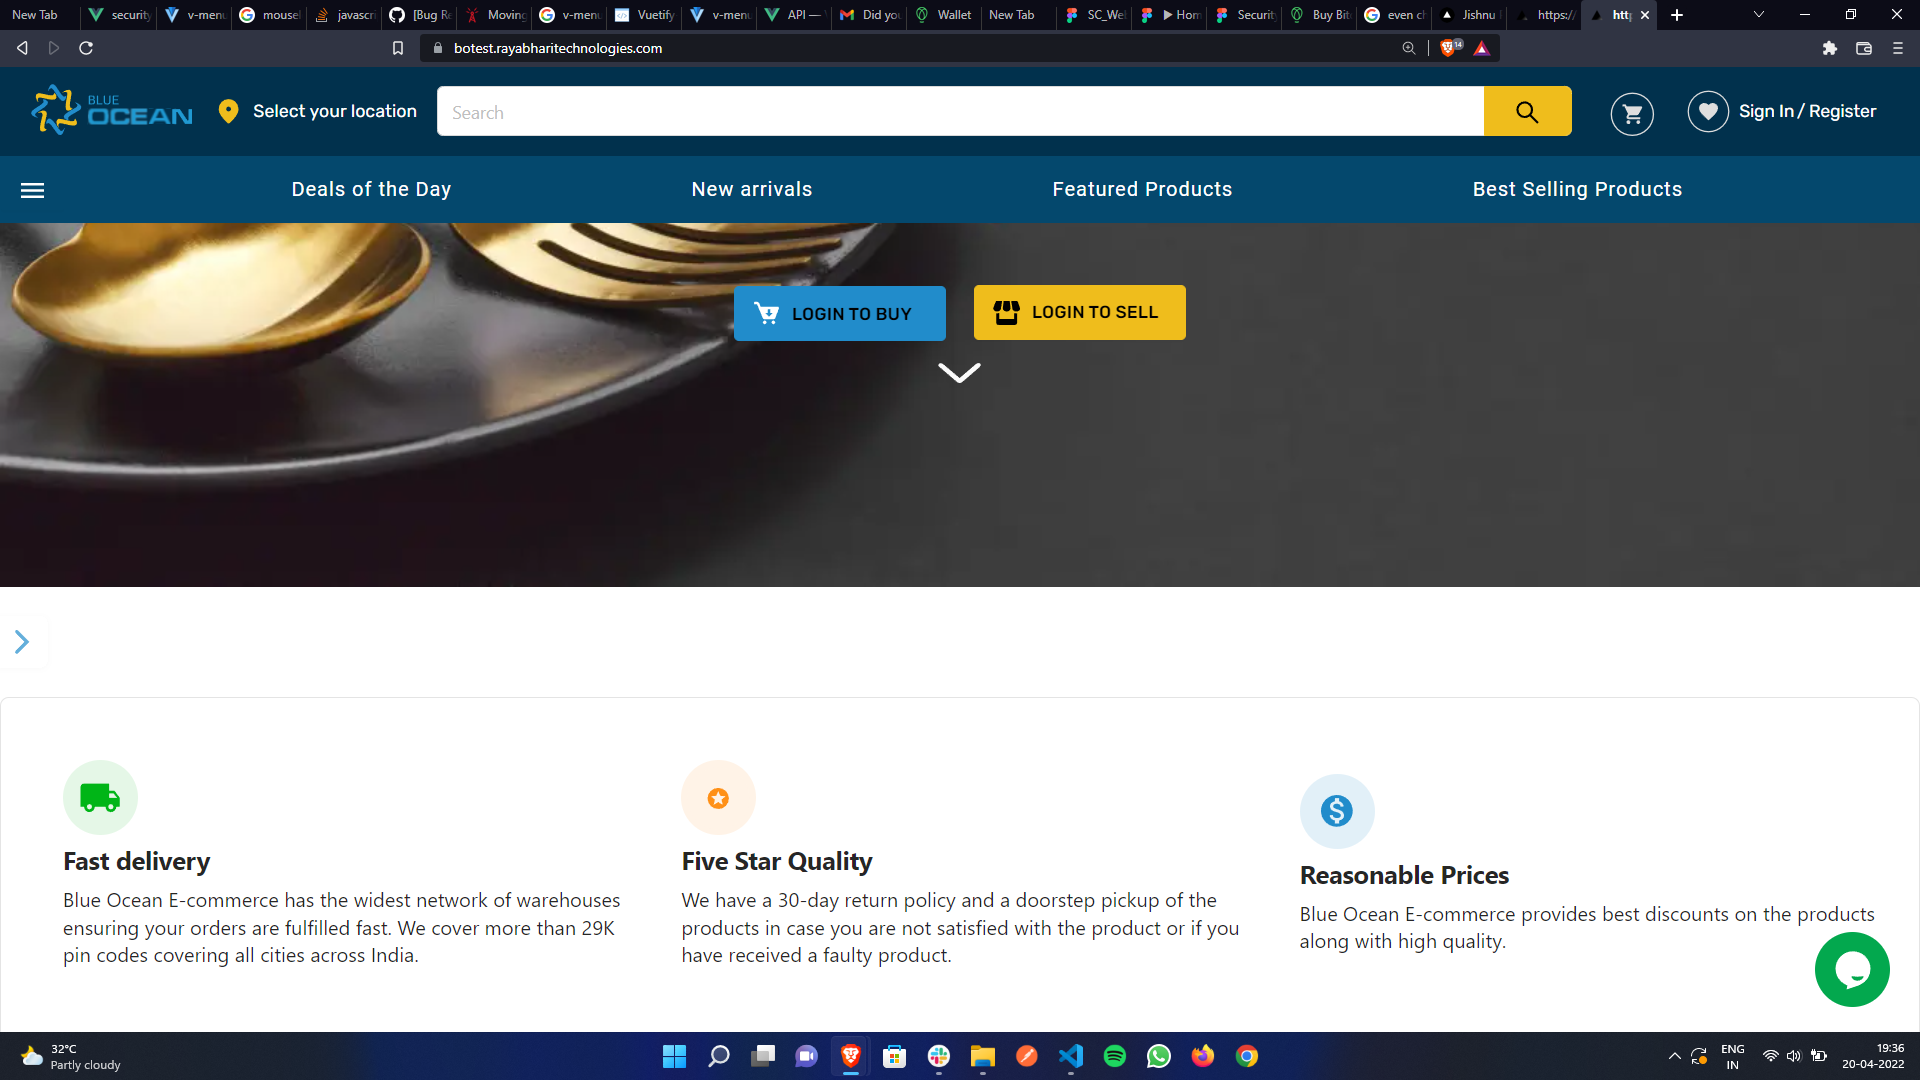 New Tab
security
v-menu
mousel
javascri
[Bug Re
Moving
v-menu
Vuetify
v-menu
API —
Did you
Wallet
New Tab
SC_Wel
Hom
Security
Buy Bit
even ch
Jishnu
https:/
http
botest.rayabharitechnologies.com
14
BLUE
OCEAN
Select your location
Search
Sign In / Register
Deals of the Day
New arrivals
Featured Products
Best Selling Products
LOGIN TO BUY
LOGIN TO SELL
Fast delivery
Blue Ocean E-commerce has the widest network of warehouses
ensuring your orders are fulfilled fast. We cover more than 29K
pin codes covering all cities across India.
Five Star Quality
We have a 30-day return policy and a doorstep pickup of the
products in case you are not satisfied with the product or if you
have received a faulty product.
Reasonable Prices
Blue Ocean E-commerce provides best discounts on the products
along with high quality.
32°C
Partly cloudy
ENG
IN
19:36
20-04-2022